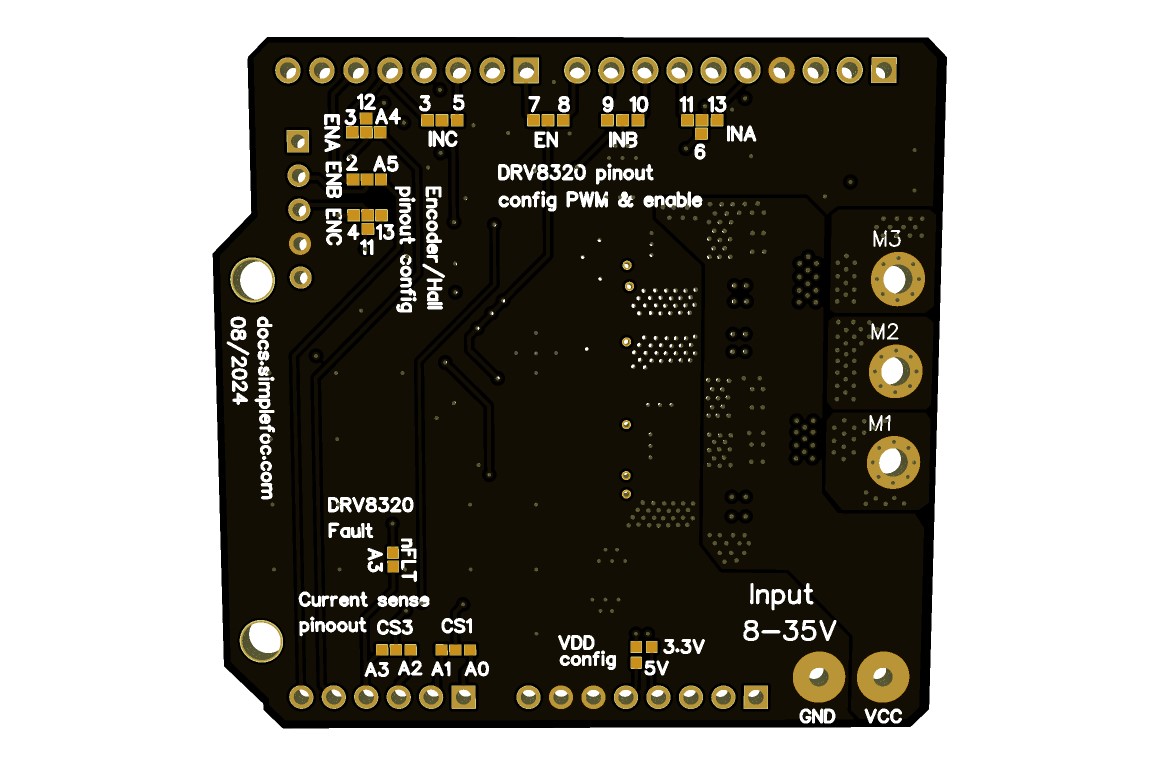 12
3 A4
ENA
3 5
INC
7 8
EN
9 10
INB
11 13
INA
6
2 A5
ENB
ENC
4 13
11
DRV8320 pinout
config PWM & enable
Encoder/Hall
pinout config
M3
M2
M1
docs.simplefoc.com
08/2024
DRV8320
Fault
A3
nFLT
Current sense
pinoout
CS3
CS1
A3 A2 A1 A0
VDD
config
3.3V
5V
Input
8-35V
GND
VCC